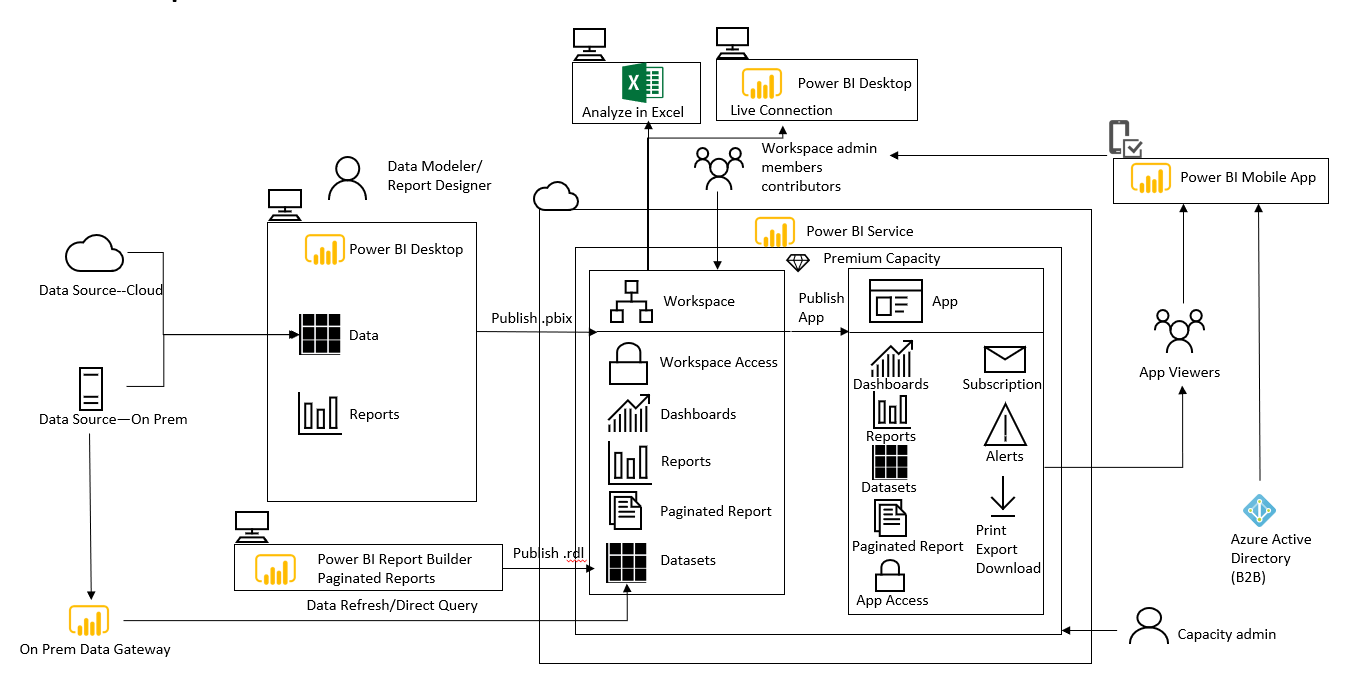 Power BI Desktop
Analyze in Excel
Live Connection
Workspace admin
members
contributors
Data Modeler/
Report Designer
Power BI Mobile App
Power BI Service
Power BI Desktop
Premium Capacity
Data Source--Cloud
Workspace
Publish
App
App
Publish .pbix
Data
Workspace Access
App Viewers
Dashboards
Subscription
Data Source—On Prem
Reports
Dashboards
Reports
Alerts
Reports
Datasets
Paginated Report
Print
Export
Download
Paginated Report
Azure Active
Directory
(B2B)
Power BI Report Builder
Paginated Reports
Publish .rdl
Datasets
App Access
Data Refresh/Direct Query
Capacity admin
On Prem Data Gateway